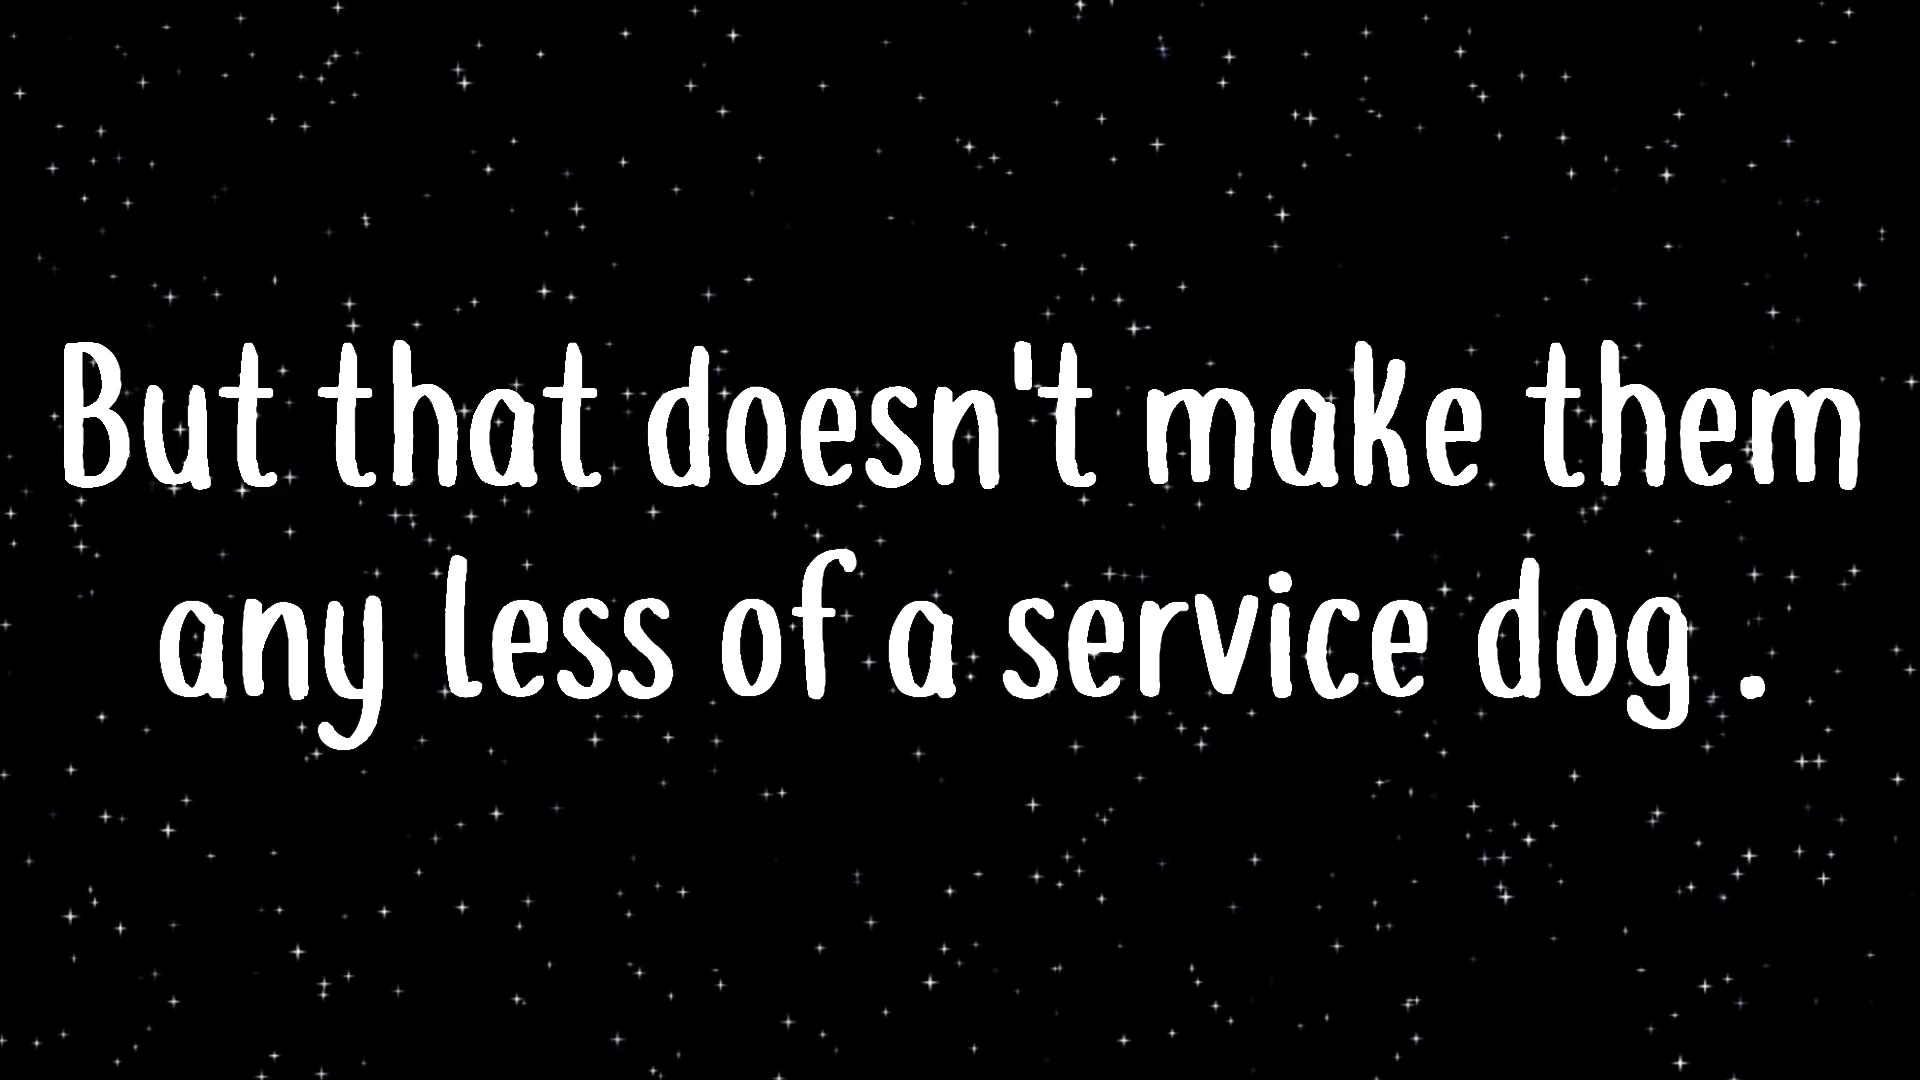 But that doesn't make them
any less of a service dog .